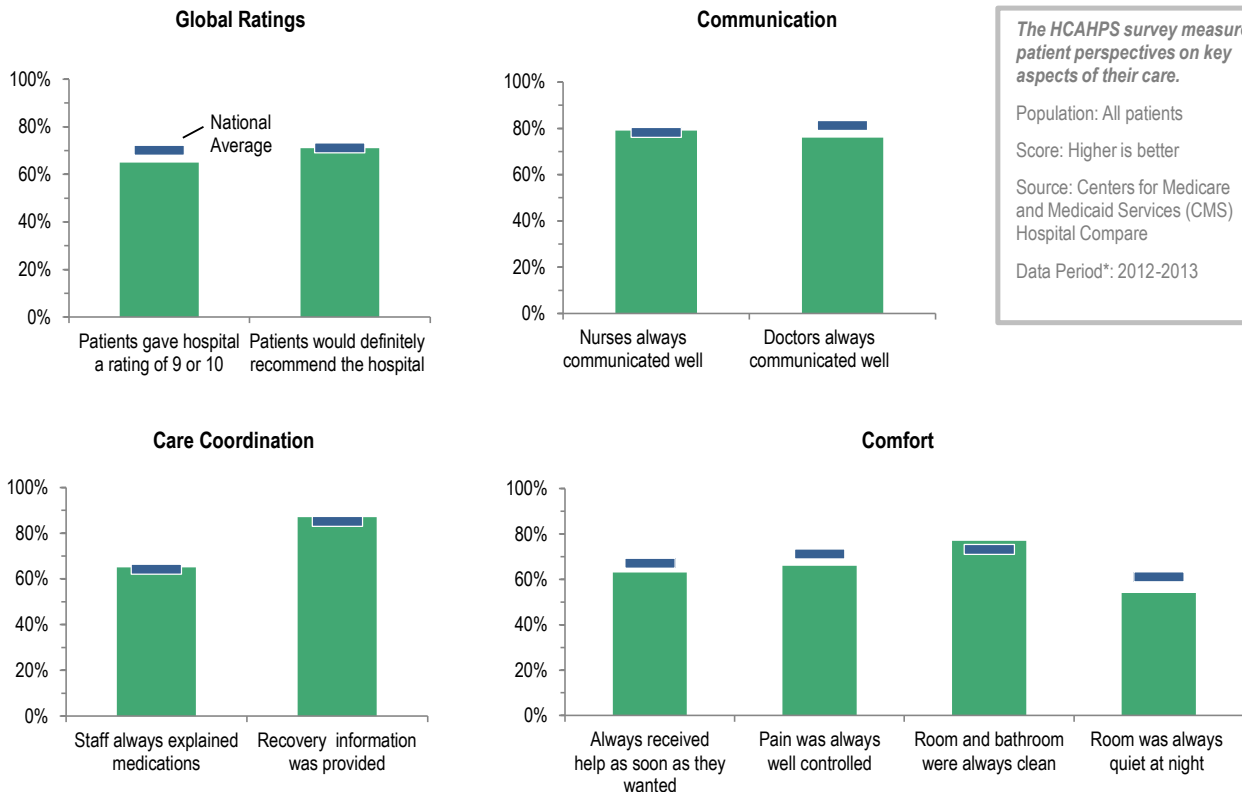 Global Ratings
100%
80%
60%
40%
20%
0%
National
Average
Patients gave hospital
a rating of 9 or 10
Patients would definitely
recommend the hospital
Communication
100%
80%
60%
40%
20%
0%
Nurses always
communicated well
Doctors always
communicated well
The HCAHPS survey measure
patient perspectives on key
aspects of their care.
Population: All patients
Score: Higher is better
Source: Centers for Medicare
and Medicaid Services (CMS)
Hospital Compare
Data Period*: 2012-2013
Care Coordination
100%
80%
60%
40%
20%
0%
Staff always explained
medications
Recovery information
was provided
Comfort
100%
80%
60%
40%
20%
0%
Always received
help as soon as they
wanted
Pain was always
well controlled
Room and bathroom
were always clean
Room was always
quiet at night